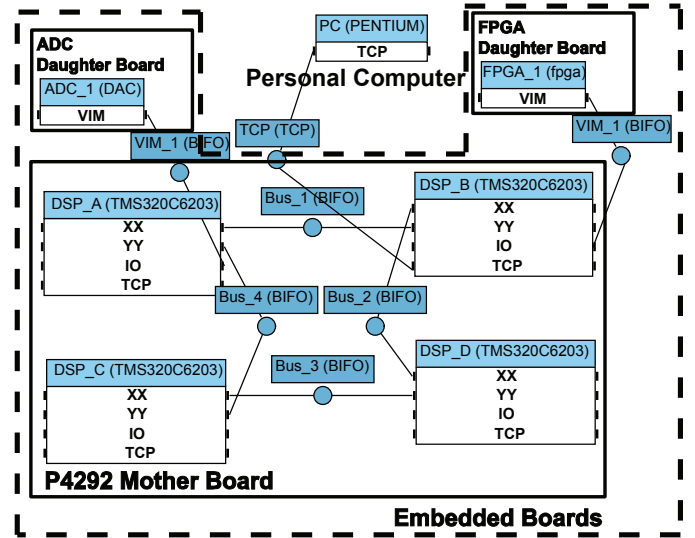 ADC
Daughter Board
ADC_1 (DAC)
VIM
PC (PENTIUM)
TCP
Personal Computer
FPGA
Daughter Board
FPGA_1 (fpga)
VIM
VIM_1 (BIFO)
TCP (TCP)
VIM_1 (BIFO)
DSP_A (TMS320C6203)
XX
YY
IO
TCP
Bus_1 (BIFO)
DSP_B (TMS320C6203)
XX
YY
IO
TCP
Bus_4 (BIFO)
Bus_2 (BIFO)
DSP_C (TMS320C6203)
XX
YY
IO
TCP
Bus_3 (BIFO)
DSP_D (TMS320C6203)
XX
YY
IO
TCP
P4292 Mother Board
Embedded Boards